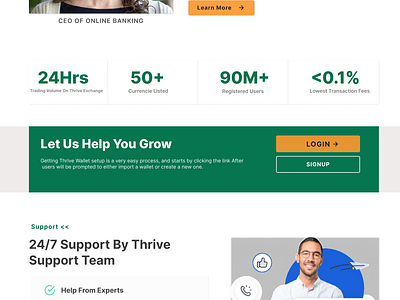 CEO OF ONLINE BANKING
Learn More →
24Hrs
Trading Volume On Thrive Exchange
50+
Currencie Listed
90M+
Registered Users
<0.1%
Lowest Transaction Fees
Let Us Help You Grow
Getting Thrive Wallet setup is a very easy process, and starts by clicking the link After
users will be prompted to either import a wallet or create a new one.
LOGIN →
SIGNUP
Support <<
24/7 Support By Thrive
Support Team
Help From Experts